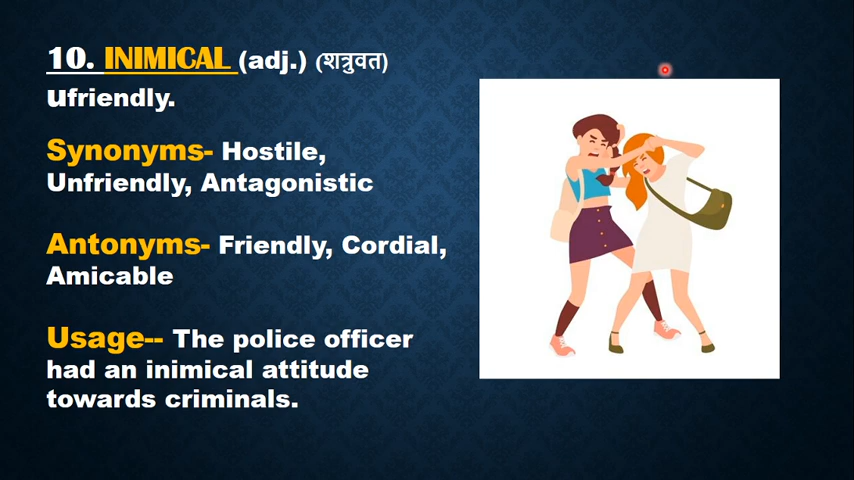 10. INIMICAL (adj.) (शत्रुवत)
ufriendly.
Synonyms- Hostile,
Unfriendly, Antagonistic
Antonyms- Friendly, Cordial,
Amicable
Usage-- The police officer
had an inimical attitude
towards criminals.